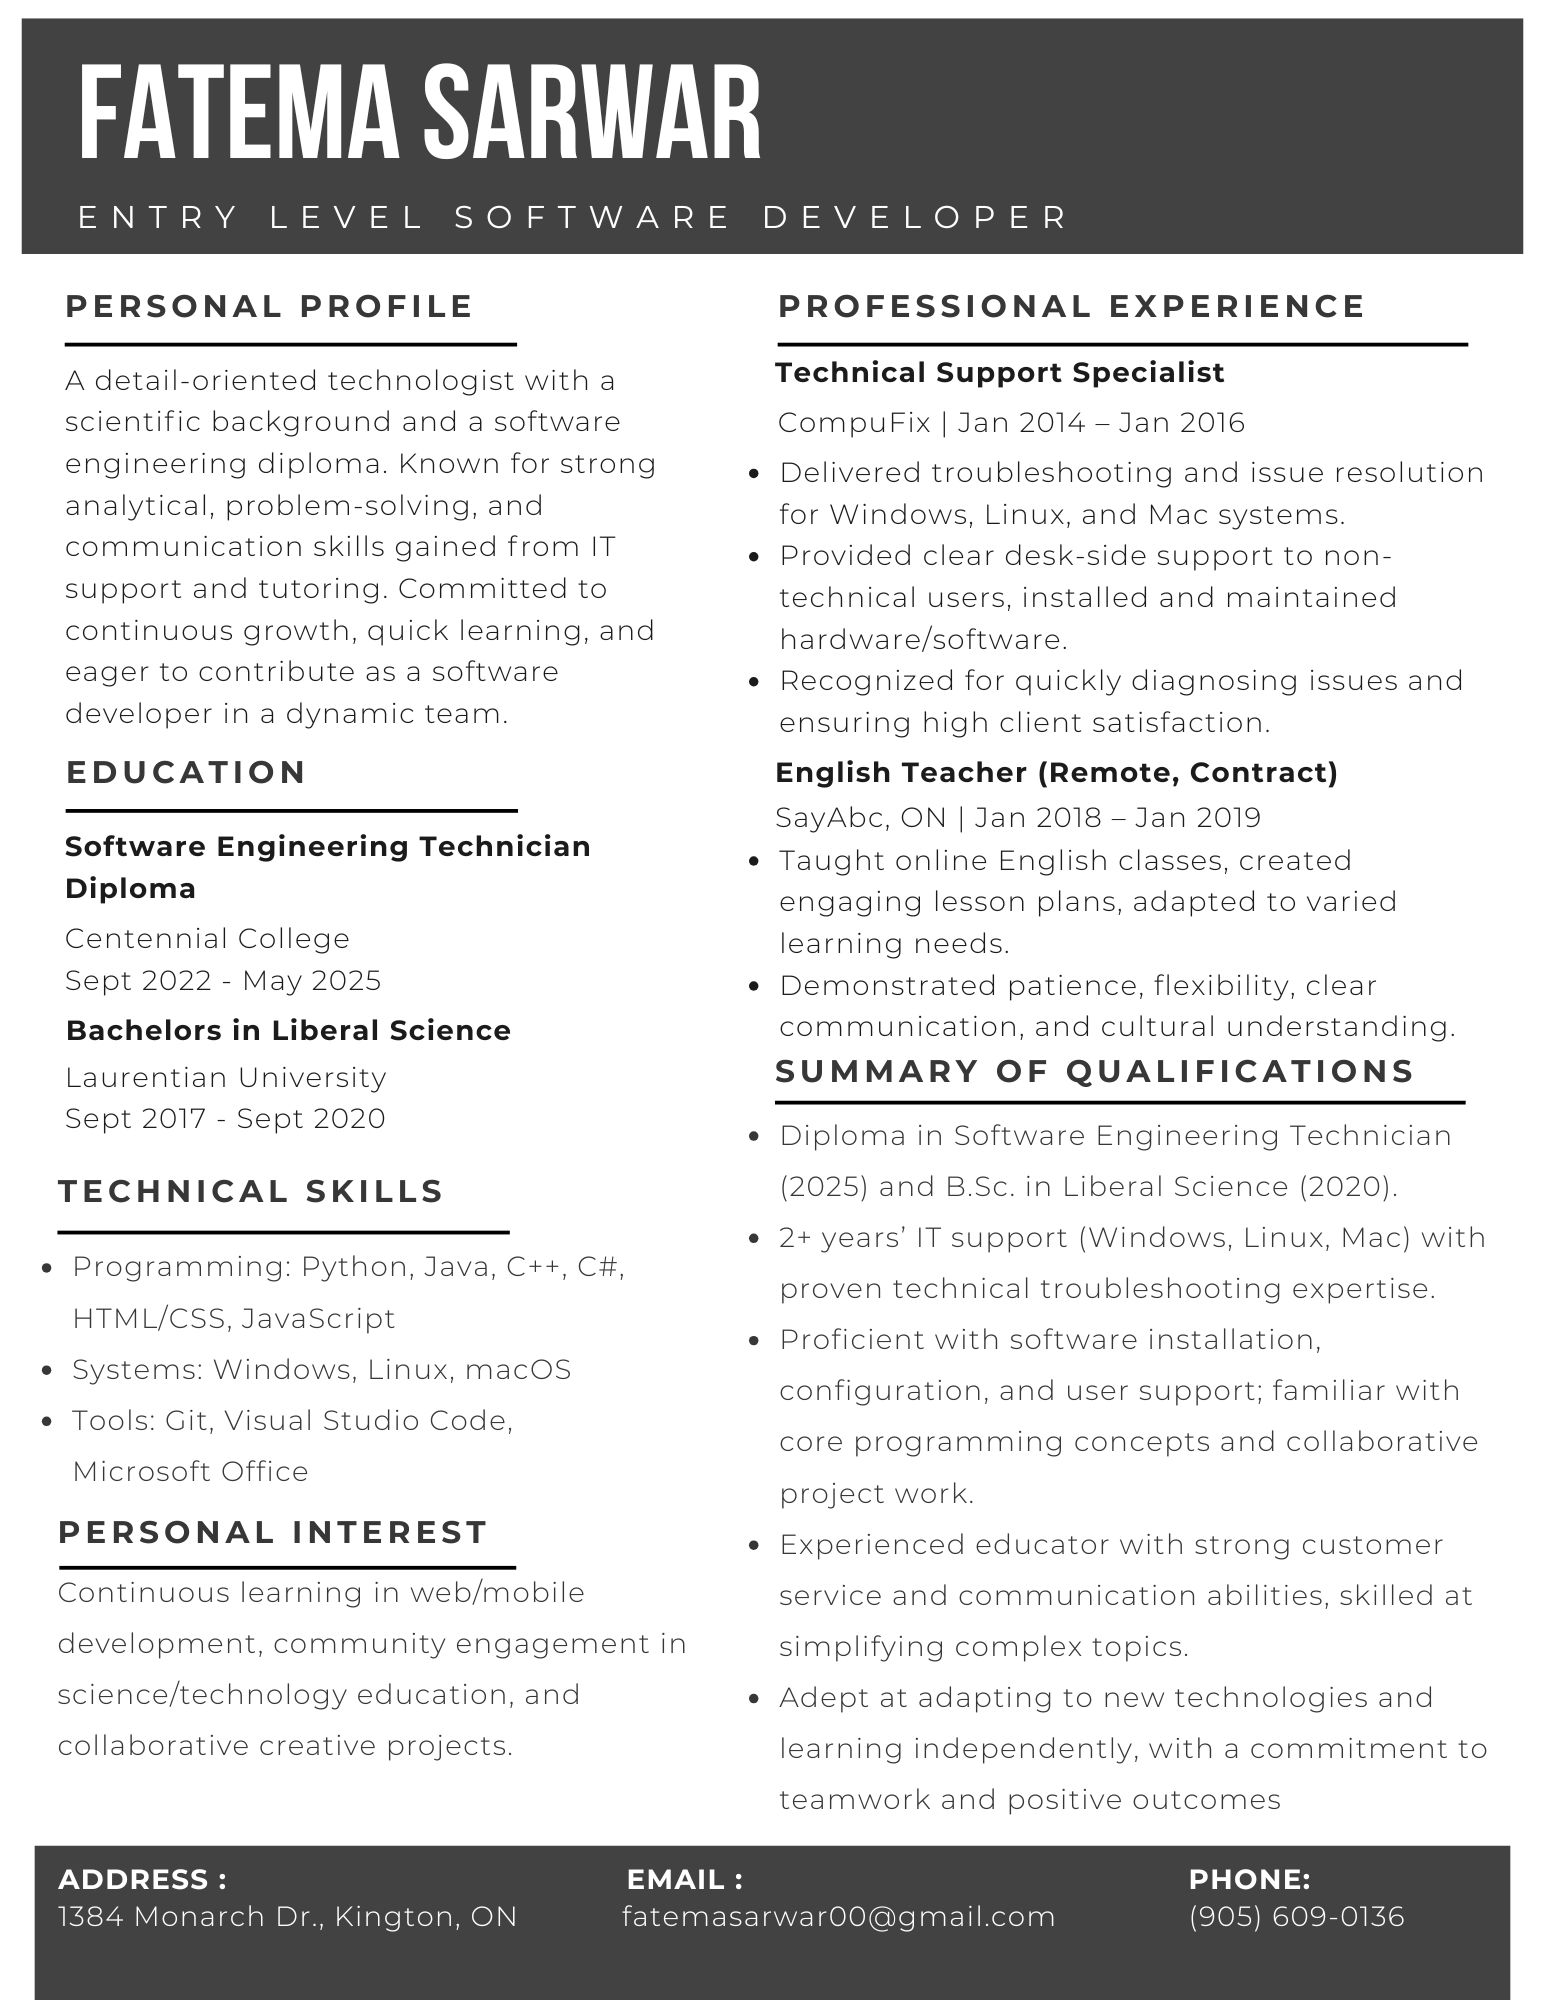 FATEMA SARWAR
ENTRY LEVEL SOFTWARE DEVELOPER
PERSONAL PROFILE
A detail-oriented technologist with a
scientific background and a software
engineering diploma. Known for strong
analytical, problem-solving, and
communication skills gained from IT
support and tutoring. Committed to
continuous growth, quick learning, and
eager to contribute as a software
developer in a dynamic team.
EDUCATION
Software Engineering Technician
Diploma
Centennial College
Sept 2022 - May 2025
Bachelors in Liberal Science
Laurentian University
Sept 2017 - Sept 2020
TECHNICAL SKILLS
• Programming: Python, Java, C++, C#,
HTML/CSS, JavaScript
• Systems: Windows, Linux, macOS
• Tools: Git, Visual Studio Code,
Microsoft Office
PERSONAL INTEREST
Continuous learning in web/mobile
development, community engagement in
science/technology education, and
collaborative creative projects.
PROFESSIONAL EXPERIENCE
Technical Support Specialist
CompuFix | Jan 2014 – Jan 2016
• Delivered troubleshooting and issue resolution
for Windows, Linux, and Mac systems.
• Provided clear desk-side support to non-
technical users, installed and maintained
hardware/software.
• Recognized for quickly diagnosing issues and
ensuring high client satisfaction.
English Teacher (Remote, Contract)
SayAbc, ON | Jan 2018 – Jan 2019
• Taught online English classes, created
engaging lesson plans, adapted to varied
learning needs.
• Demonstrated patience, flexibility, clear
communication, and cultural understanding.
SUMMARY OF QUALIFICATIONS
• Diploma in Software Engineering Technician
(2025) and B.Sc. in Liberal Science (2020).
• 2+ years’ IT support (Windows, Linux, Mac) with
proven technical troubleshooting expertise.
• Proficient with software installation,
configuration, and user support; familiar with
core programming concepts and collaborative
project work.
• Experienced educator with strong customer
service and communication abilities, skilled at
simplifying complex topics.
• Adept at adapting to new technologies and
learning independently, with a commitment to
teamwork and positive outcomes
ADDRESS :
1384 Monarch Dr., Kington, ON
EMAIL :
fatemasarwar00@gmail.com
PHONE:
(905) 609-0136